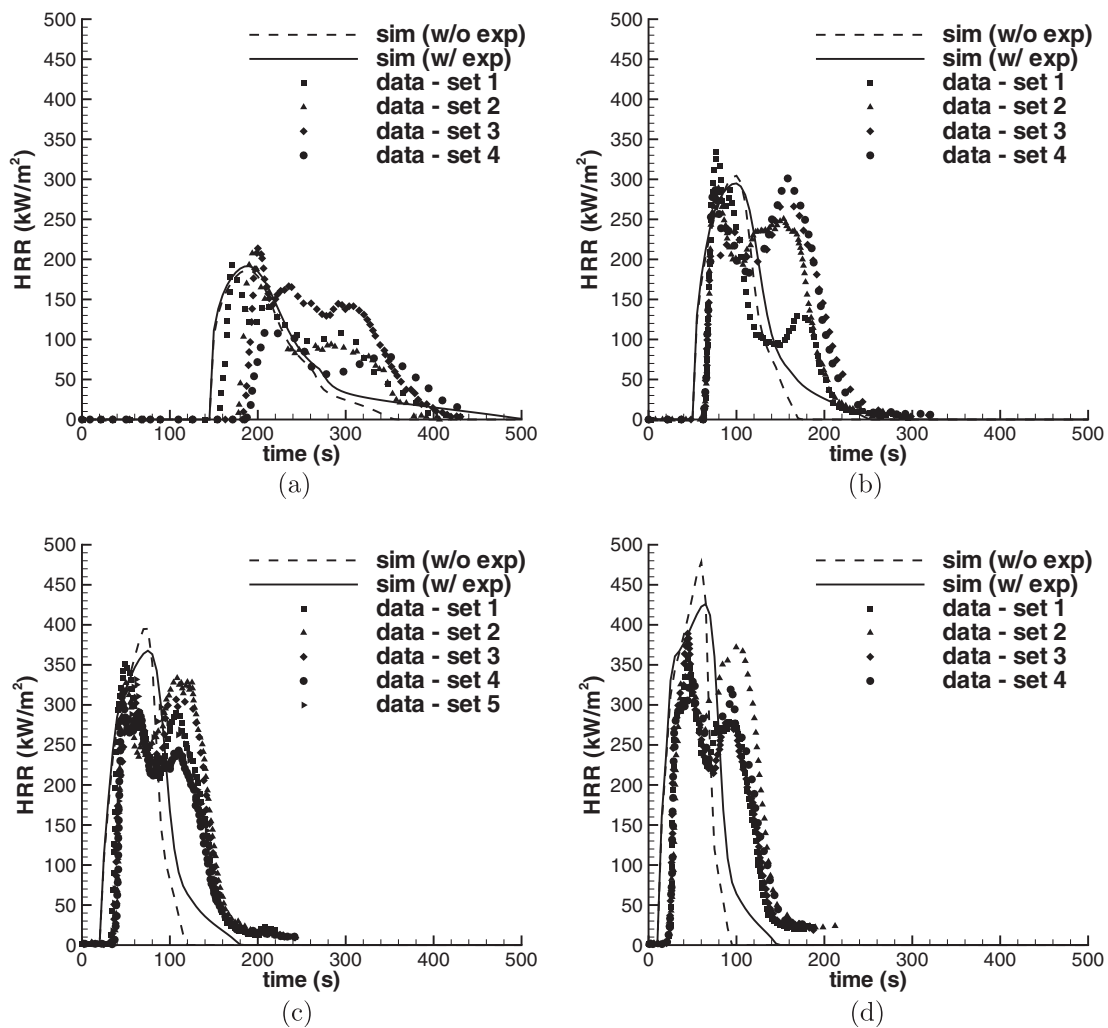 500
450
400
350
300
250
200
150
100
50
0
HRR (kW/m²)
sim (w/o exp)
sim (w/ exp)
data - set 1
data - set 2
data - set 3
data - set 4
0 100 200 300 400 500
time (s)
(a)
500
450
400
350
300
250
200
150
100
50
0
HRR (kW/m²)
sim (w/o exp)
sim (w/ exp)
data - set 1
data - set 2
data - set 3
data - set 4
0 100 200 300 400 500
time (s)
(b)
500
450
400
350
300
250
200
150
100
50
0
HRR (kW/m²)
sim (w/o exp)
sim (w/ exp)
data - set 1
data - set 2
data - set 3
data - set 4
data - set 5
0 100 200 300 400 500
time (s)
(c)
500
450
400
350
300
250
200
150
100
50
0
HRR (kW/m²)
sim (w/o exp)
sim (w/ exp)
data - set 1
data - set 2
data - set 3
data - set 4
0 100 200 300 400 500
time (s)
(d)